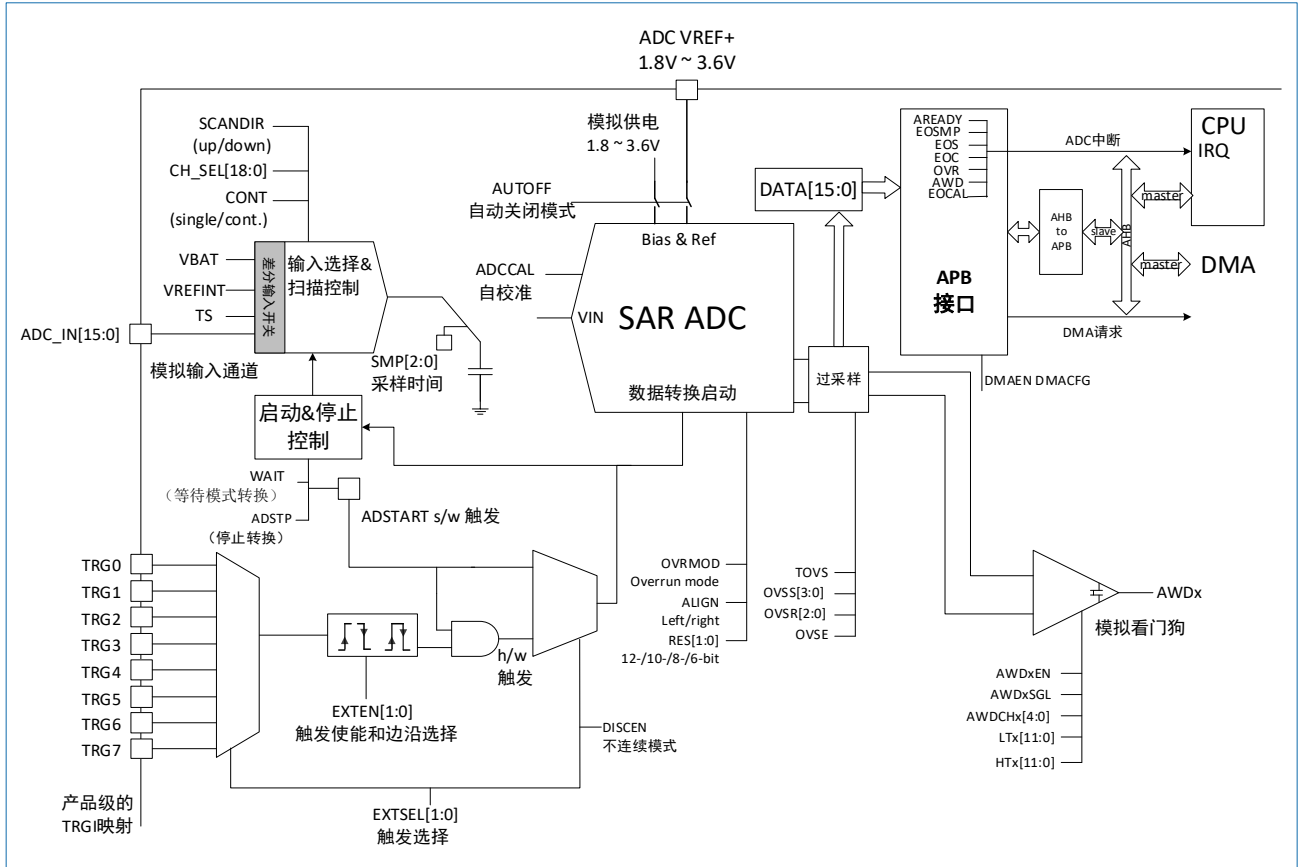 ADC VREF+
1.8V ~ 3.6V
SCANDIR
(up/down)
CH_SEL[18:0]
CONT
(single/cont.)
模拟供电
1.8 ~ 3.6V
AUTOFF
自动关闭模式
DATA[15:0]
AREADY
EOSMP
EOS
EOC
OVR
AWD
EOCAL
ADC中断
CPU
IRQ
master
AHB
to
APB
slave
AHB
master
DMA
APB
接口
DMA请求
DMAEN DMACFG
VBAT
VREFINT
TS
ADC_IN[15:0]
差分输入开关
输入选择&
扫描控制
模拟输入通道
SMP[2:0]
采样时间
Bias & Ref
ADCCAL
自校准
VIN
SAR ADC
数据转换启动
过采样
启动&停止
控制
WAIT
（等待模式转换）
ADSTP
(停止转换）
ADSTART s/w 触发
TRG0
TRG1
TRG2
TRG3
TRG4
TRG5
TRG6
TRG7
h/w
触发
EXTEN[1:0]
触发使能和边沿选择
DISCEN
不连续模式
EXTSEL[1:0]
触发选择
产品级的
TRGI映射
OVRMOD
Overrun mode
ALIGN
Left/right
RES[1:0]
12-/10-/8-/6-bit
TOVS
OVSS[3:0]
OVSR[2:0]
OVSE
AWDx
模拟看门狗
AWDxEN
AWDxSGL
AWDCHx[4:0]
LTx[11:0]
HTx[11:0]